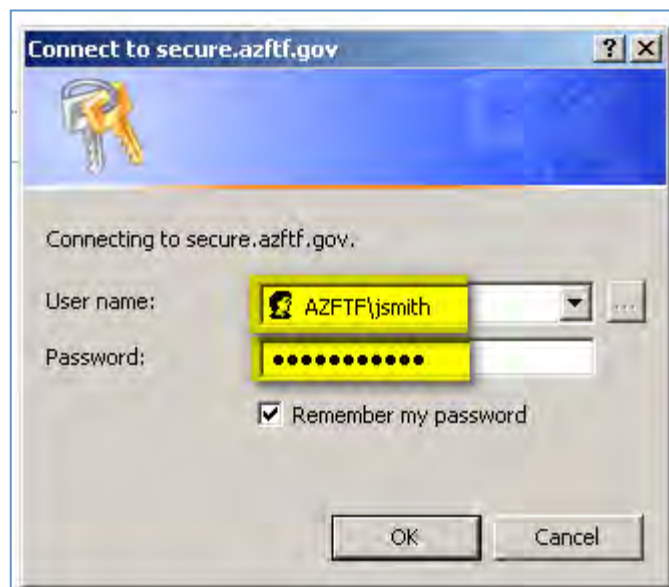 Connect to secure.azftf.gov
Connecting to secure.azftf.gov.
User name: AZFTF\jsmith ...
Password: ●●●●●●●●●●●
Remember my password
OK Cancel